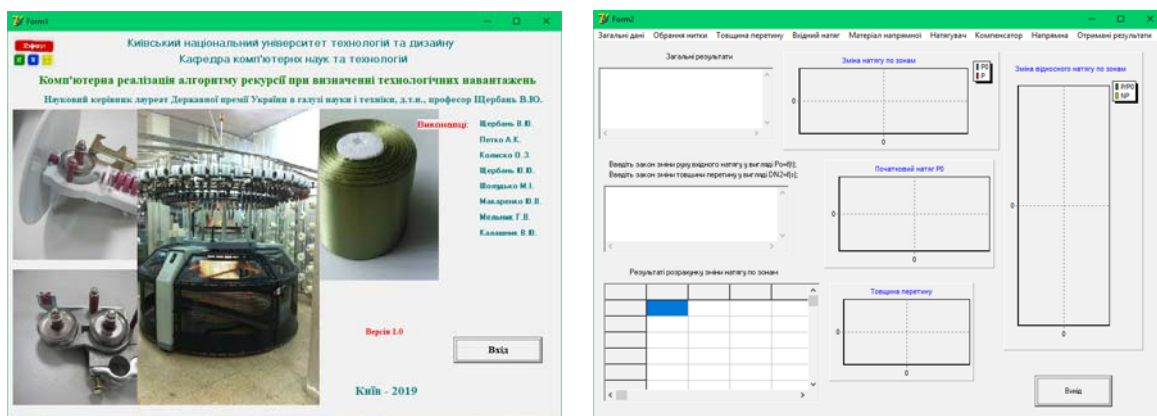 Form1
Київський національний університет технологій та дизайну
Кафедра комп'ютерних наук та технологій
Комп'ютерна реалізація алгоритму рекурсії при визначенні технологічних навантажень
Науковий керівник лауреат Державної премії України в галузі науки і техніки, д.т.н., професор Щербань В.Ю.
Виконавці:
Щербань В.Ю.
Петко А.К.
Колиско О.З.
Щербань Ю.Ю.
Шолудько М.І.
Макаренко Ю.В.
Мельник Г.В.
Калашник В.Ю.
Версія 1.0
Вхід
Київ - 2019
Form2
Загальні дані Обрання нитки Товщина перетину Вхідний натяг Матеріал напрямної Натягувач Компенсатор Напрямна Отримані результати
Загальні результати
Зміна натягу по зонам
P0
P
0
0
Зміна відносного натягу по зонам
P/P0
NP
0
0
Введіть закон зміни руху вхідного натягу у вигляді Po=f(t);
Введіть закон зміни товщини перетину у вигляді DN2=f(s);
Початковий натяг P0
0
0
Результаті розрахунку зміни натягу по зонам
Товщина перетину
0
0
Вихід